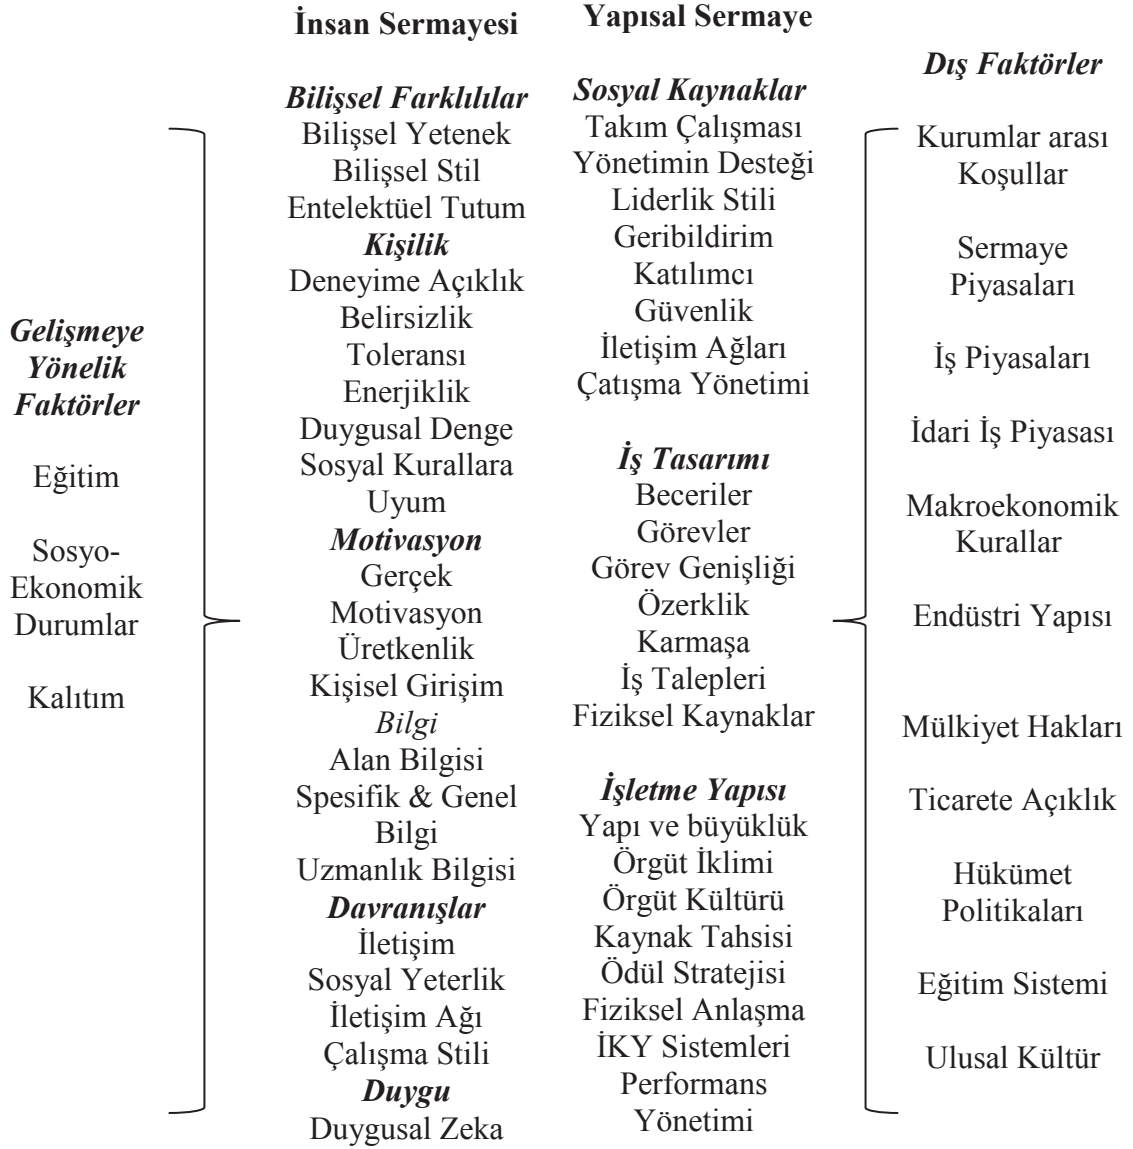 Gelişmeye
Yönelik
Faktörler
Eğitim
Sosyo-
Ekonomik
Durumlar
Kalıtım
İnsan Sermayesi
Bilişsel Farklılılar
Bilişsel Yetenek
Bilişsel Stil
Entelektüel Tutum
Kişilik
Deneyime Açıklık
Belirsizlik
Toleransı
Enerjiklik
Duygusal Denge
Sosyal Kurallara
Uyum
Motivasyon
Gerçek
Motivasyon
Üretkenlik
Kişisel Girişim
Bilgi
Alan Bilgisi
Spesifik & Genel
Bilgi
Uzmanlık Bilgisi
Davranışlar
İletişim
Sosyal Yeterlik
İletişim Ağı
Çalışma Stili
Duygu
Duygusal Zeka
Yapısal Sermaye
Sosyal Kaynaklar
Takım Çalışması
Yönetimin Desteği
Liderlik Stili
Geribildirim
Katılımcı
Güvenlik
İletişim Ağları
Çatışma Yönetimi
İş Tasarımı
Beceriler
Görevler
Görev Genişliği
Özerklik
Karmaşa
İş Talepleri
Fiziksel Kaynaklar
İşletme Yapısı
Yapı ve büyüklük
Örgüt İklimi
Örgüt Kültürü
Kaynak Tahsisi
Ödül Stratejisi
Fiziksel Anlaşma
İKY Sistemleri
Performans
Yönetimi
Dış Faktörler
Kurumlar arası
Koşullar
Sermaye
Piyasaları
İş Piyasaları
İdari İş Piyasası
Makroekonomik
Kurallar
Endüstri Yapısı
Mülkiyet Hakları
Ticarete Açıklık
Hükümet
Politikaları
Eğitim Sistemi
Ulusal Kültür